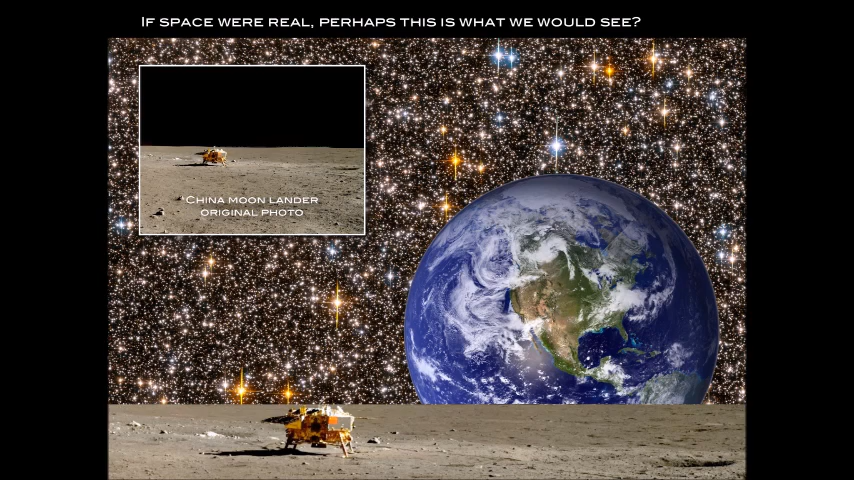 If space were real, perhaps this is what we would see?
*China moon lander
original photo